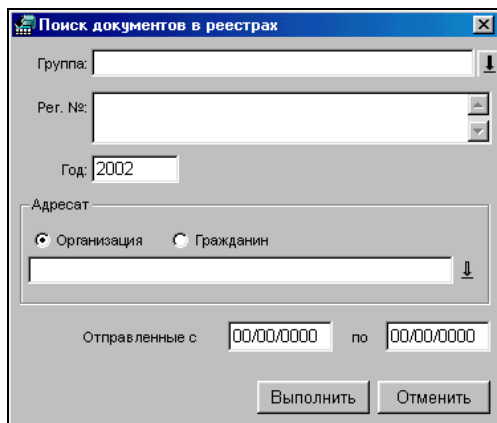 Поиск документов в реестрах
Группа:
Рег. №:
Год: 2002
Адресат
Организация Гражданин
Отправленные с 00/00/0000 по 00/00/0000
Выполнить Отменить